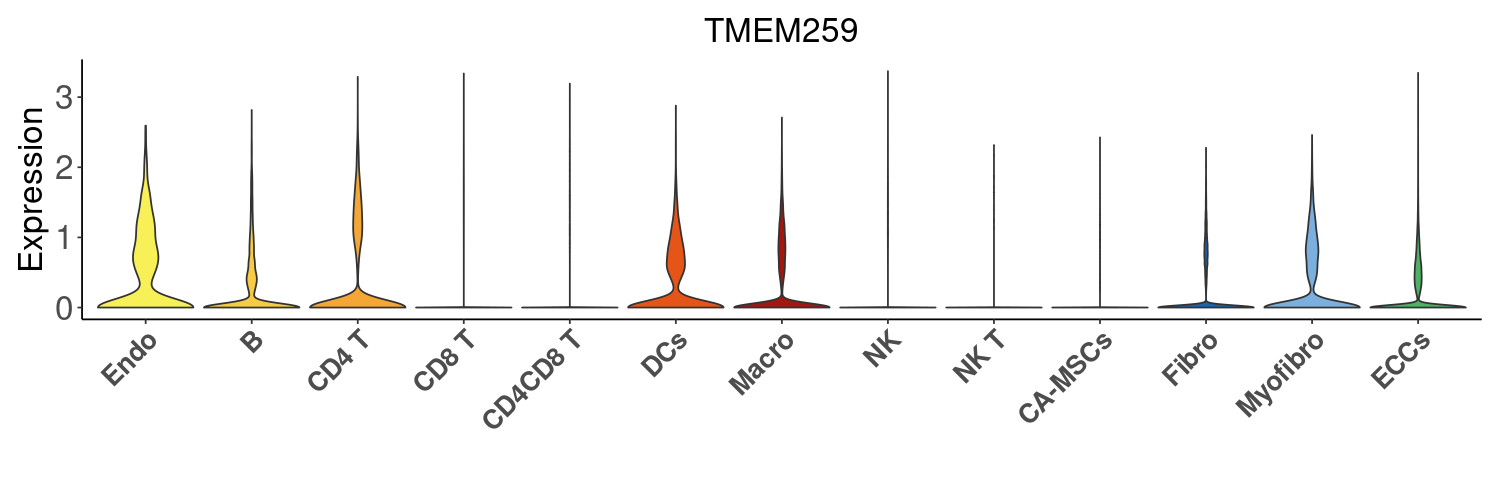 TMEM259
Expression
3
2
1
0
Endo
B
CD4 T
CD8 T
CD4CD8 T
DCs
Macro
NK
NK T
CA-MSCs
Fibro
Myofibro
ECCs